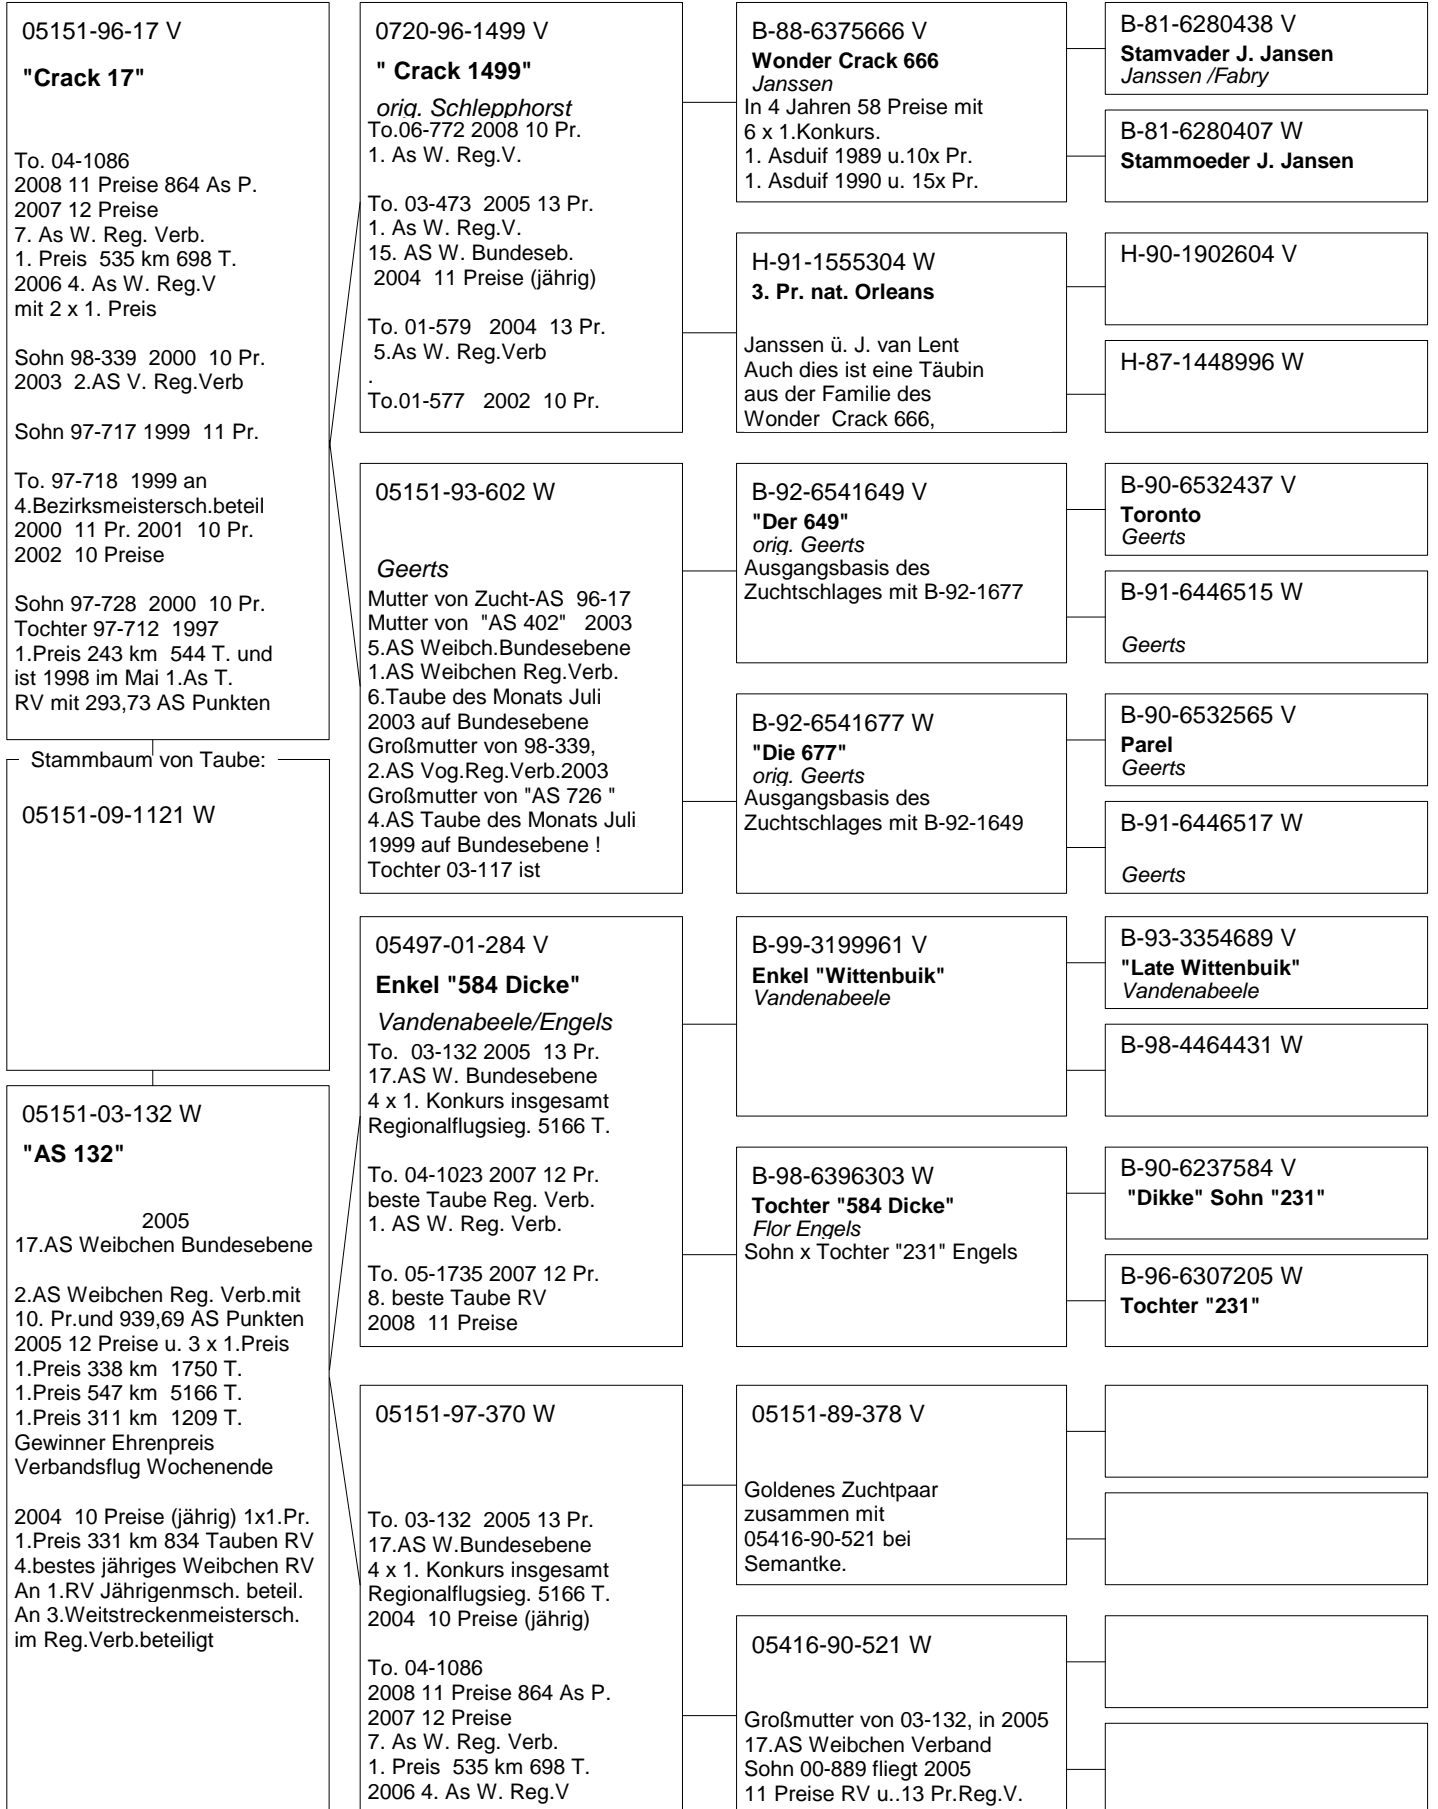 05151-96-17 V
"Crack 17"
To. 04-1086
2008 11 Preise 864 As P.
2007 12 Preise
7. As W. Reg. Verb.
1. Preis 535 km 698 T.
2006 4. As W. Reg.V
mit 2 x 1. Preis
Sohn 98-339 2000 10 Pr.
2003 2.AS V. Reg.Verb
Sohn 97-717 1999 11 Pr.
To. 97-718 1999 an
4.Bezirksmeistersch.beteil
2000 11 Pr. 2001 10 Pr.
2002 10 Preise
Sohn 97-728 2000 10 Pr.
Tochter 97-712 1997
1.Preis 243 km 544 T. und
ist 1998 im Mai 1.As T.
RV mit 293,73 AS Punkten
Stammbaum von Taube:
05151-09-1121 W
05151-03-132 W
"AS 132"
2005
17.AS Weibchen Bundesebene
2.AS Weibchen Reg. Verb.mit
10. Pr.und 939,69 AS Punkten
2005 12 Preise u. 3 x 1.Preis
1.Preis 338 km 1750 T.
1.Preis 547 km 5166 T.
1.Preis 311 km 1209 T.
Gewinner Ehrenpreis
Verbandsflug Wochenende
2004 10 Preise (jährig) 1x1.Pr.
1.Preis 331 km 834 Tauben RV
4.bestes jähriges Weibchen RV
An 1.RV Jährigenmsch. beteil.
An 3.Weitstreckenmeistersch.
im Reg.Verb.beteiligt
0720-96-1499 V
" Crack 1499"
orig. Schlepphorst
To.06-772 2008 10 Pr.
1. As W. Reg.V.
To. 03-473 2005 13 Pr.
1. As W. Reg.V.
15. AS W. Bundeseb.
2004 11 Preise (jährig)
To. 01-579 2004 13 Pr.
5.As W. Reg.Verb
.
To.01-577 2002 10 Pr.
05151-93-602 W
Geerts
Mutter von Zucht-AS 96-17
Mutter von "AS 402" 2003
5.AS Weibch.Bundesebene
1.AS Weibchen Reg.Verb.
6.Taube des Monats Juli
2003 auf Bundesebene
Großmutter von 98-339,
2.AS Vog.Reg.Verb.2003
Großmutter von "AS 726 "
4.AS Taube des Monats Juli
1999 auf Bundesebene !
Tochter 03-117 ist
05497-01-284 V
Enkel "584 Dicke"
Vandenabeele/Engels
To. 03-132 2005 13 Pr.
17.AS W. Bundesebene
4 x 1. Konkurs insgesamt
Regionalflugsieg. 5166 T.
To. 04-1023 2007 12 Pr.
beste Taube Reg. Verb.
1. AS W. Reg. Verb.
To. 05-1735 2007 12 Pr.
8. beste Taube RV
2008 11 Preise
05151-97-370 W
To. 03-132 2005 13 Pr.
17.AS W.Bundesebene
4 x 1. Konkurs insgesamt
Regionalflugsieg. 5166 T.
2004 10 Preise (jährig)
To. 04-1086
2008 11 Preise 864 As P.
2007 12 Preise
7. As W. Reg. Verb.
1. Preis 535 km 698 T.
2006 4. As W. Reg.V
B-88-6375666 V
Wonder Crack 666
Janssen
In 4 Jahren 58 Preise mit
6 x 1.Konkurs.
1. Asduif 1989 u.10x Pr.
1. Asduif 1990 u. 15x Pr.
H-91-1555304 W
3. Pr. nat. Orleans
Janssen ü. J. van Lent
Auch dies ist eine Täubin
aus der Familie des
Wonder Crack 666,
B-92-6541649 V
"Der 649"
orig. Geerts
Ausgangsbasis des
Zuchtschlages mit B-92-1677
B-92-6541677 W
"Die 677"
orig. Geerts
Ausgangsbasis des
Zuchtschlages mit B-92-1649
B-99-3199961 V
Enkel "Wittenbuik"
Vandenabeele
B-98-6396303 W
Tochter "584 Dicke"
Flor Engels
Sohn x Tochter "231" Engels
05151-89-378 V
Goldenes Zuchtpaar
zusammen mit
05416-90-521 bei
Semantke.
05416-90-521 W
Großmutter von 03-132, in 2005
17.AS Weibchen Verband
Sohn 00-889 fliegt 2005
11 Preise RV u..13 Pr.Reg.V.
B-81-6280438 V
Stamvader J. Jansen
Janssen /Fabry
B-81-6280407 W
Stammoeder J. Jansen
H-90-1902604 V
H-87-1448996 W
B-90-6532437 V
Toronto
Geerts
B-91-6446515 W
Geerts
B-90-6532565 V
Parel
Geerts
B-91-6446517 W
Geerts
B-93-3354689 V
"Late Wittenbuik"
Vandenabeele
B-98-4464431 W
B-90-6237584 V
"Dikke" Sohn "231"
B-96-6307205 W
Tochter "231"